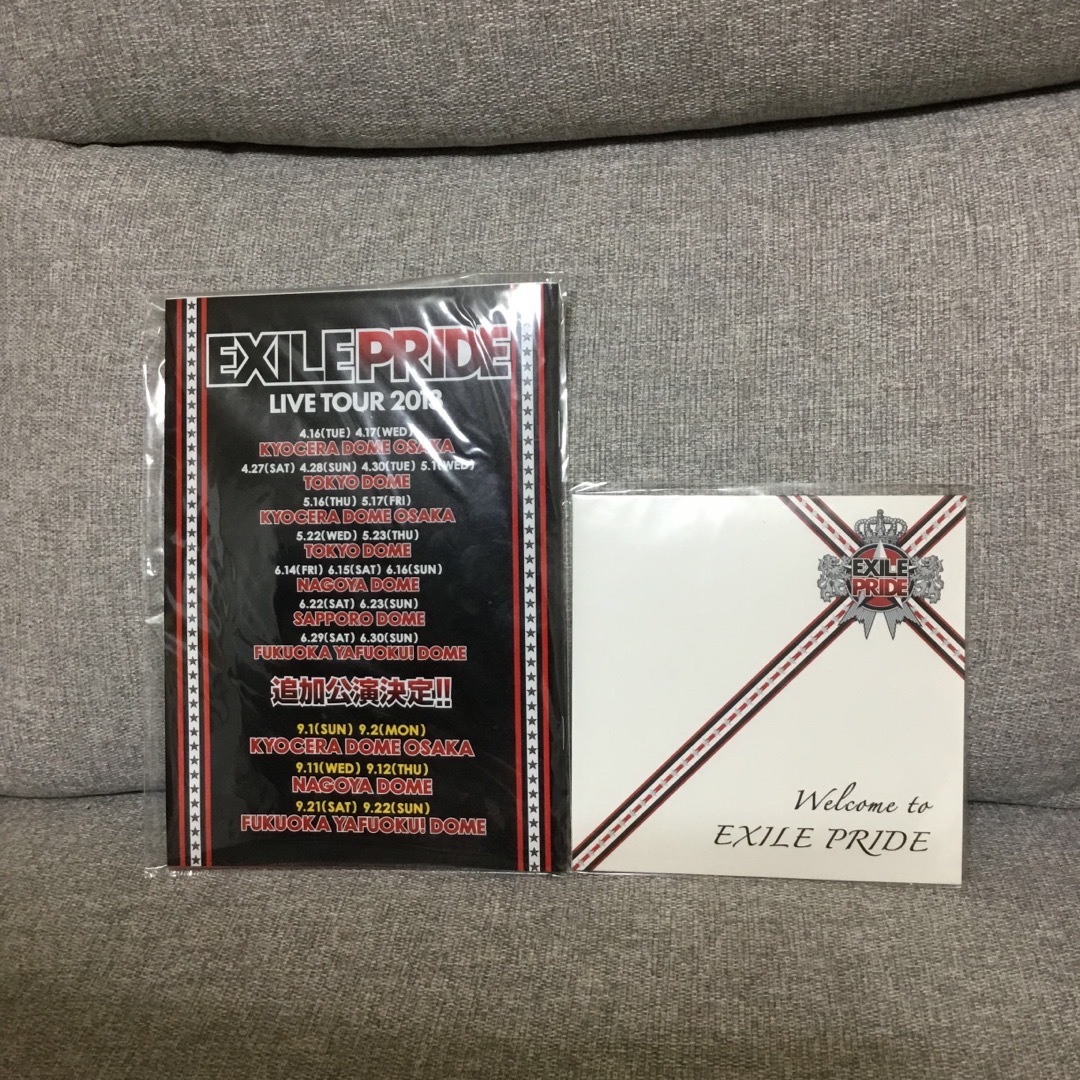 EXILE PRIDE
LIVE TOUR 2013
4.16(TUE) 4.17(WED)
KYOCERA DOME OSAKA
4.27(SAT) 4.28(SUN) 4.30(TUE) 5.1(WED)
TOKYO DOME
5.16(THU) 5.17(FRI)
KYOCERA DOME OSAKA
5.22(WED) 5.23(THU)
TOKYO DOME
6.14(FRI) 6.15(SAT) 6.16(SUN)
NAGOYA DOME
6.22(SAT) 6.23(SUN)
SAPPORO DOME
6.29(SAT) 6.30(SUN)
FUKUOKA YAFUOKU! DOME
追加公演決定!!
9.1(SUN) 9.2(MON)
KYOCERA DOME OSAKA
9.11(WED) 9.12(THU)
NAGOYA DOME
9.21(SAT) 9.22(SUN)
FUKUOKA YAFUOKU! DOME
EXILE
PRIDE
Welcome to
EXILE PRIDE